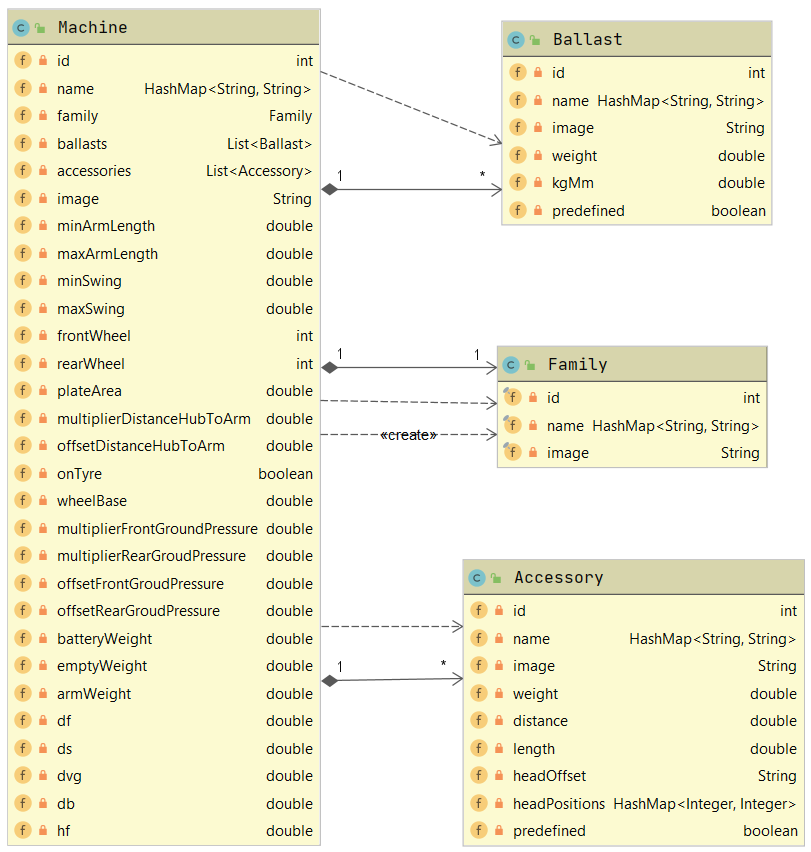 Machine
id int
name HashMap<String, String>
family Family
ballasts List<Ballast>
accessories List<Accessory>
image String
minArmLength double
maxArmLength double
minSwing double
maxSwing double
frontWheel int
rearWheel int
plateArea double
multiplierDistanceHubToArm double
offsetDistanceHubToArm double
onTyre boolean
wheelBase double
multiplierFrontGroundPressure double
multiplierRearGroudPressure double
offsetFrontGroudPressure double
offsetRearGroudPressure double
batteryWeight double
emptyWeight double
armWeight double
df double
ds double
dvg double
db double
hf double
1 *
1 1
«create»
1 *
Ballast
id int
name HashMap<String, String>
image String
weight double
kgMm double
predefined boolean
Family
id int
name HashMap<String, String>
image String
Accessory
id int
name HashMap<String, String>
image String
weight double
distance double
length double
headOffset String
headPositions HashMap<Integer, Integer>
predefined boolean